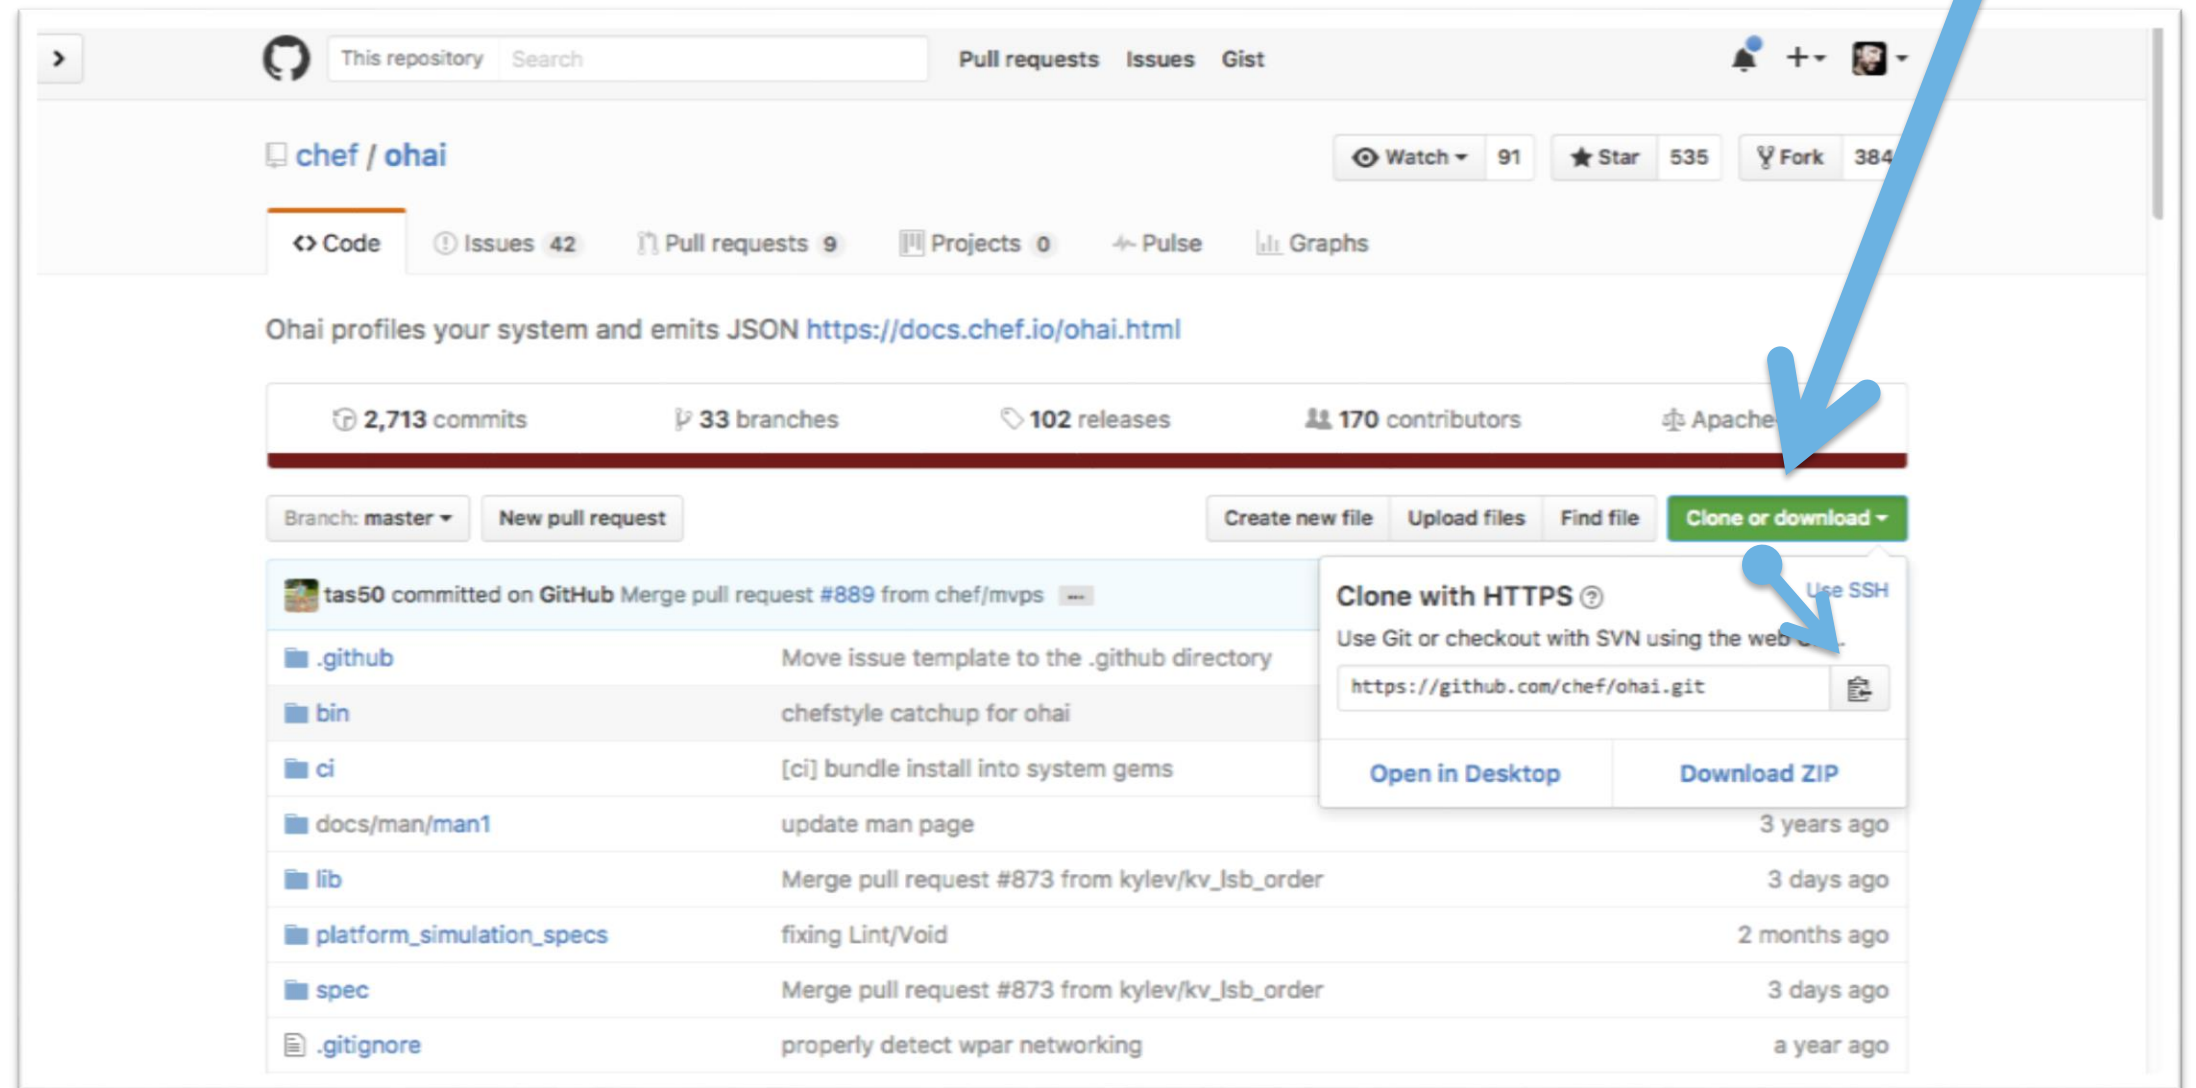 This repository Search Pull requests Issues Gist
chef / ohai Watch 91 Star 535 Fork 384
Code Issues 42 Pull requests 9 Projects 0 Pulse Graphs
Ohai profiles your system and emits JSON https://docs.chef.io/ohai.html
2,713 commits 33 branches 102 releases 170 contributors Apache
Branch: master New pull request Create new file Upload files Find file Clone or download
tas50 committed on GitHub Merge pull request #889 from chef/mvps ...
Clone with HTTPS Use SSH
Use Git or checkout with SVN using the web
https://github.com/chef/ohai.git
Open in Desktop Download ZIP
.github Move issue template to the .github directory
bin chefstyle catchup for ohai
ci [ci] bundle install into system gems
docs/man/man1 update man page 3 years ago
lib Merge pull request #873 from kylev/kv_lsb_order 3 days ago
platform_simulation_specs fixing Lint/Void 2 months ago
spec Merge pull request #873 from kylev/kv_lsb_order 3 days ago
.gitignore properly detect wpar networking a year ago